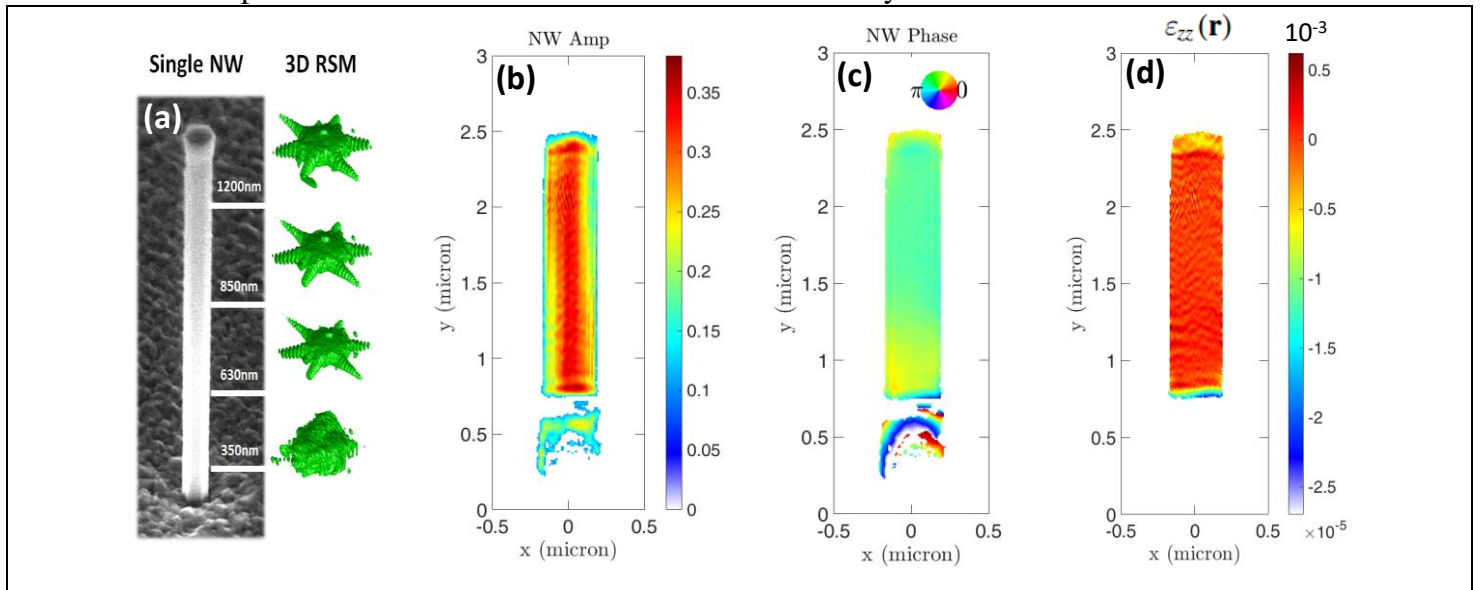 Single NW 3D RSM
(a)
1200nm
850nm
630nm
350nm
NW Amp
(b)
3
2.5
2
1.5
1
0.5
0
-0.5 0 0.5
x (micron)
y (micron)
0.35
0.3
0.25
0.2
0.15
0.1
0.05
0
NW Phase
(c)
π 0
3
2.5
2
1.5
1
0.5
0
-0.5 0 0.5
x (micron)
y (micron)
εzz(r)
(d)
3
2.5
2
1.5
1
0.5
0
-0.5 0 0.5
x (micron)
y (micron)
10⁻³
0.5
0
-0.5
-1
-1.5
-2
-2.5
×10⁻⁵